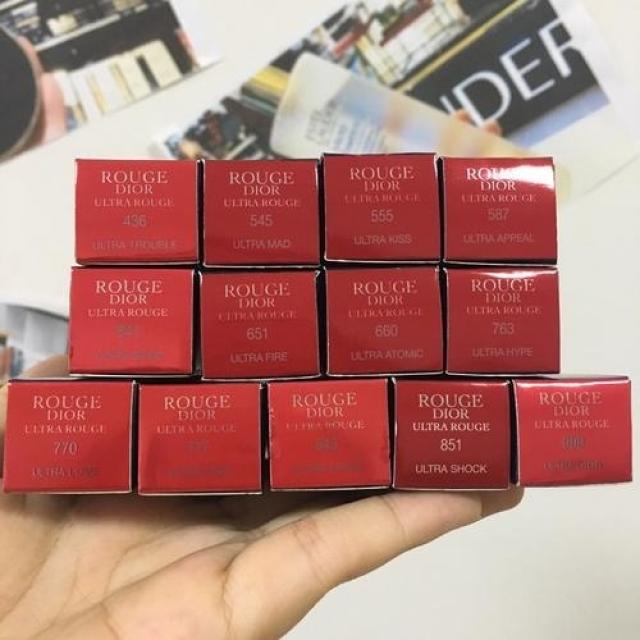 NDER
ROUGE
DIOR
ULTRA ROUGE
436
ULTRA TROUBLE
ROUGE
DIOR
ULTRA ROUGE
545
ULTRA MAD
ROUGE
DIOR
ULTRA ROUGE
555
ULTRA KISS
ROUGE
DIOR
ULTRA ROUGE
587
ULTRA APPEAL
ROUGE
DIOR
ULTRA ROUGE
ROUGE
DIOR
ULTRA ROUGE
651
ULTRA FIRE
ROUGE
DIOR
ULTRA ROUGE
660
ULTRA ATOMIC
ROUGE
DIOR
ULTRA ROUGE
763
ULTRA HYPE
ROUGE
DIOR
ULTRA ROUGE
770
ULTRA LOVE
ROUGE
DIOR
ULTRA ROUGE
ROUGE
DIOR
ULTRA ROUGE
ROUGE
DIOR
ULTRA ROUGE
851
ULTRA SHOCK
ROUGE
DIOR
ULTRA ROUGE